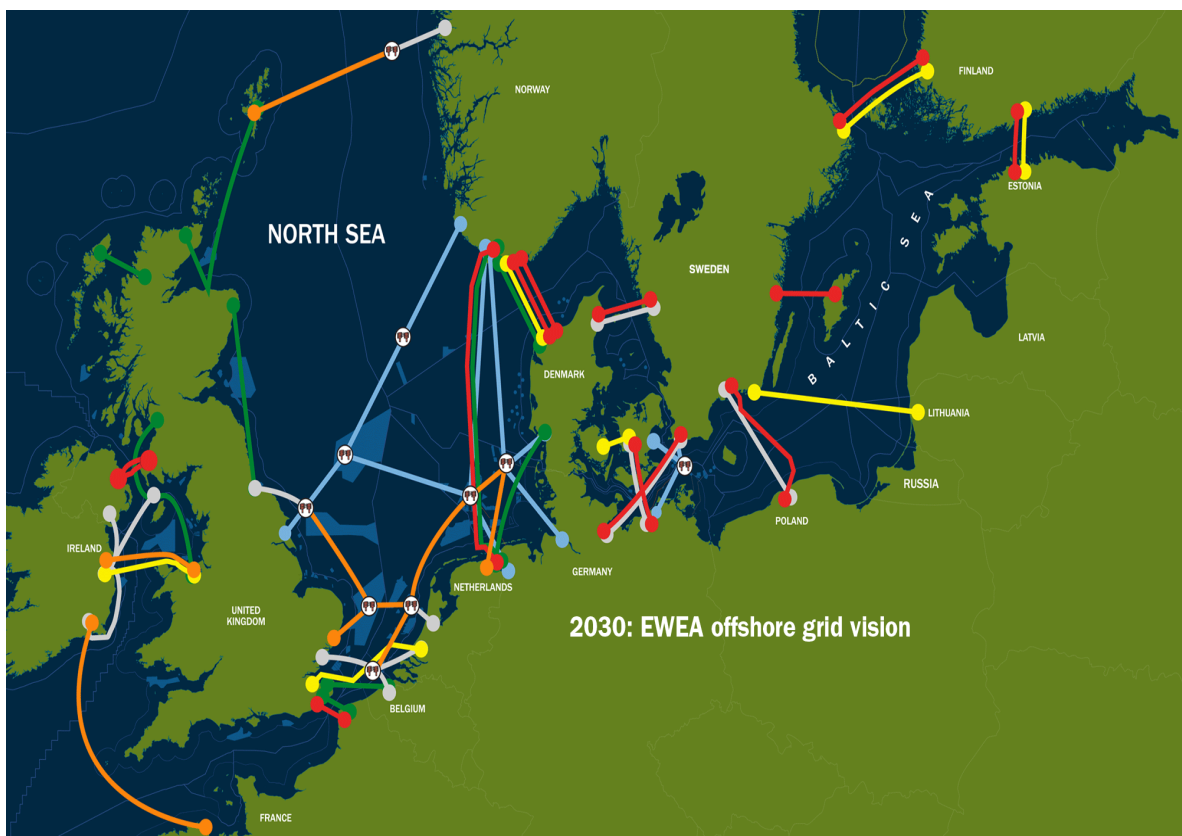 NORWAY
FINLAND
ESTONIA
NORTH SEA
SWEDEN
BALTIC SEA
LATVIA
DENMARK
LITHUANIA
RUSSIA
POLAND
IRELAND
GERMANY
NETHERLANDS
UNITED
KINGDOM
2030: EWEA offshore grid vision
BELGIUM
FRANCE